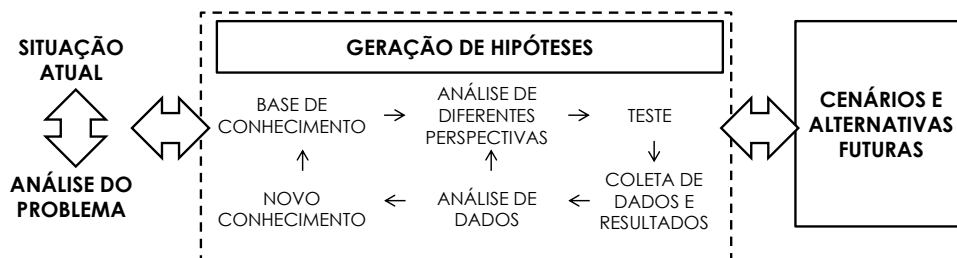 SITUAÇÃO
ATUAL
ANÁLISE DO
PROBLEMA
GERAÇÃO DE HIPÓTESES
BASE DE
CONHECIMENTO
ANÁLISE DE
DIFERENTES
PERSPECTIVAS
TESTE
COLETA DE
DADOS E
RESULTADOS
ANÁLISE DE
DADOS
NOVO
CONHECIMENTO
CENÁRIOS E
ALTERNATIVAS
FUTURAS